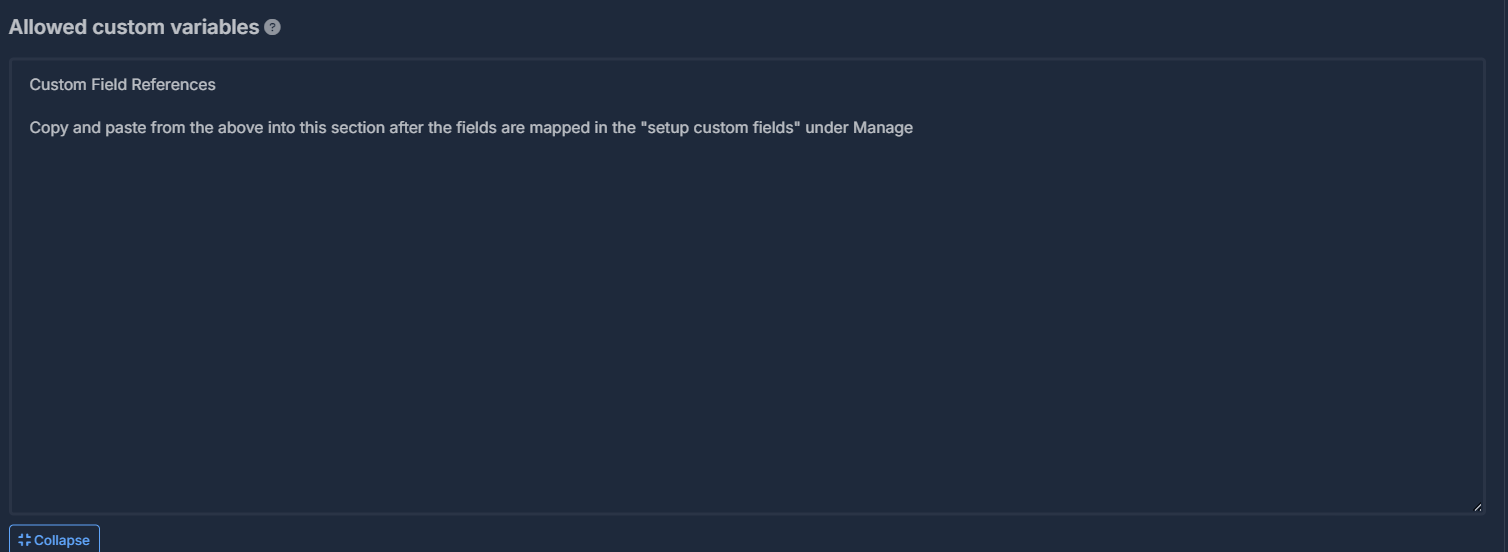 Allowed custom variables ?
Custom Field References
Copy and paste from the above into this section after the fields are mapped in the "setup custom fields" under Manage
Collapse